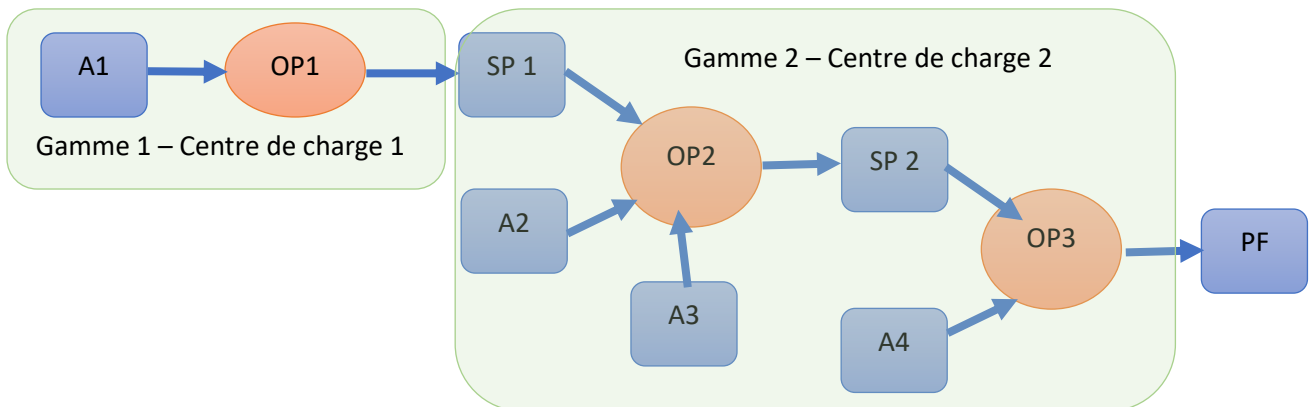 A1
OP1
Gamme 1 – Centre de charge 1
SP 1
Gamme 2 – Centre de charge 2
OP2
A2
A3
SP 2
OP3
A4
PF